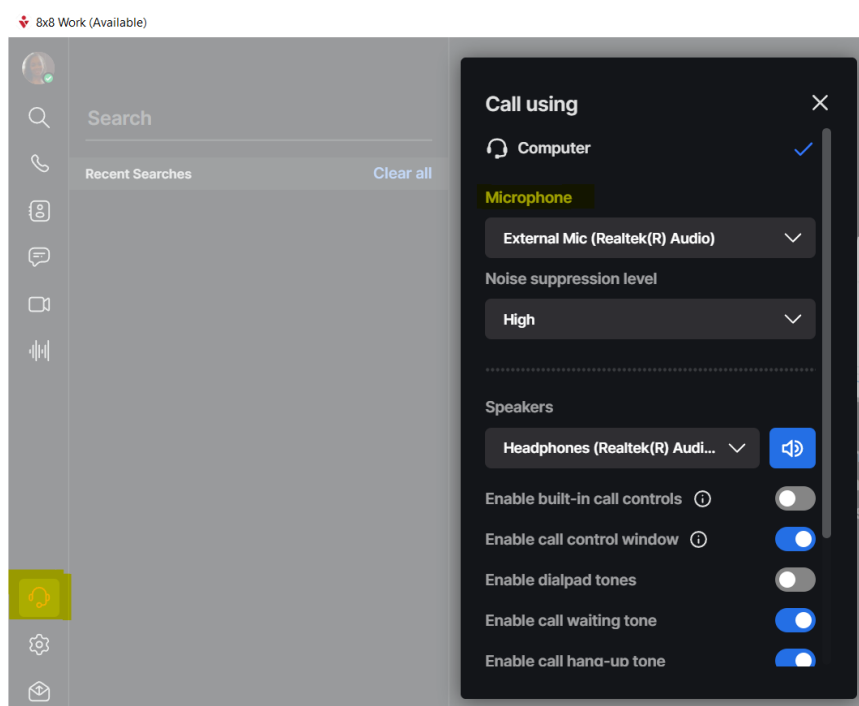 8x8 Work (Available)
Search
Recent Searches
Clear all
Call using
Computer
Microphone
External Mic (Realtek(R) Audio)
Noise suppression level
High
Speakers
Headphones (Realtek(R) Audi...
Enable built-in call controls
Enable call control window
Enable dialpad tones
Enable call waiting tone
Enable call hang-up tone